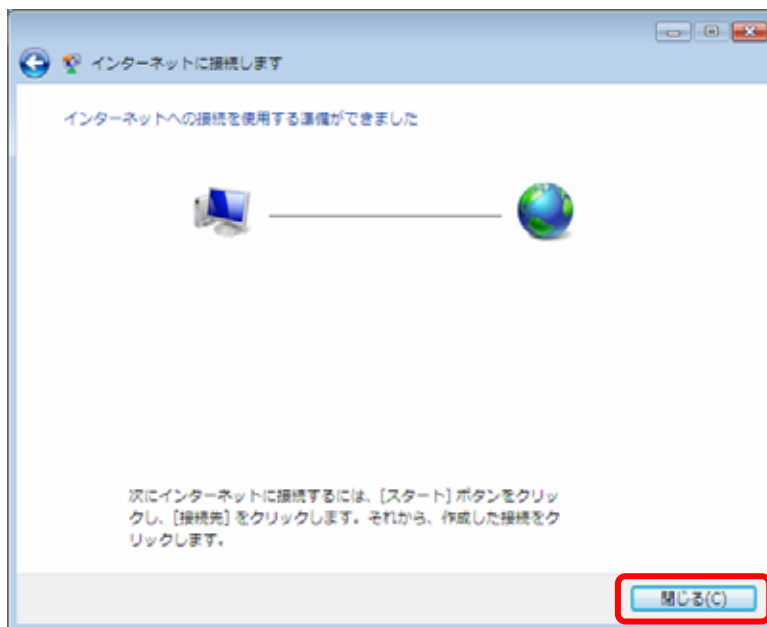 インターネットに接続します
インターネットへの接続を使用する準備ができました
次にインターネットに接続するには、[スタート] ボタンをクリッ
クし、[接続先] をクリックします。それから、作成した接続をク
リックします。
閉じる(C)